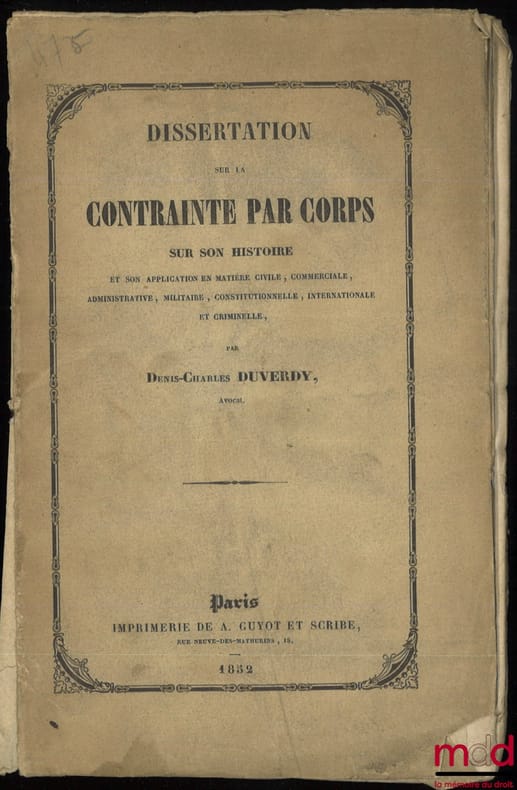 475
DISSERTATION
SUR LA
CONTRAINTE PAR CORPS
SUR SON HISTOIRE
ET SON APPLICATION EN MATIÈRE CIVILE, COMMERCIALE,
ADMINISTRATIVE, MILITAIRE, CONSTITUTIONNELLE, INTERNATIONALE
ET CRIMINELLE,
PAR
DENIS-CHARLES DUVERDY,
AVOCAT.
Paris
IMPRIMERIE DE A. GUYOT ET SCRIBE,
RUE NEUVE-DES-MATHURINS, 18.
1852
mdd
la mémoire du droit